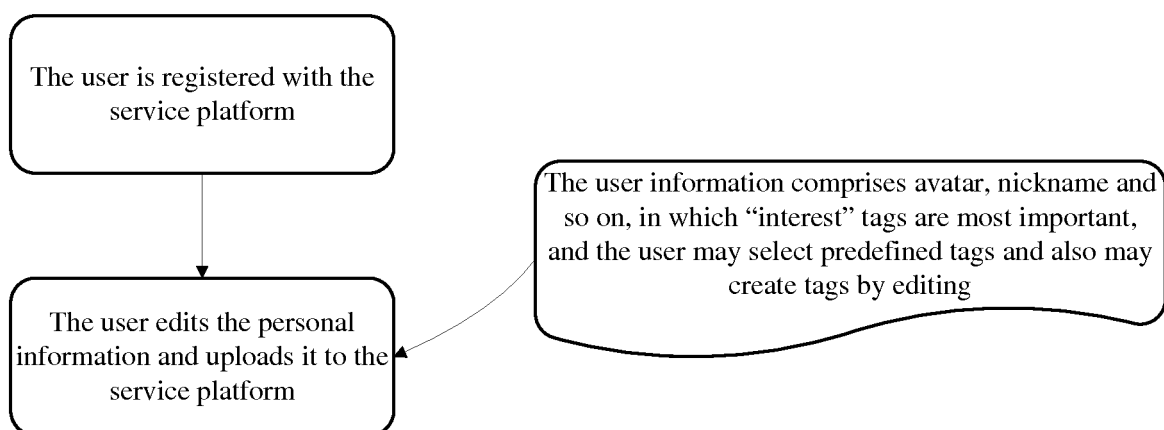 The user is registered with the
service platform
The user information comprises avatar, nickname and
so on, in which “interest” tags are most important,
and the user may select predefined tags and also may
create tags by editing
The user edits the personal
information and uploads it to the
service platform